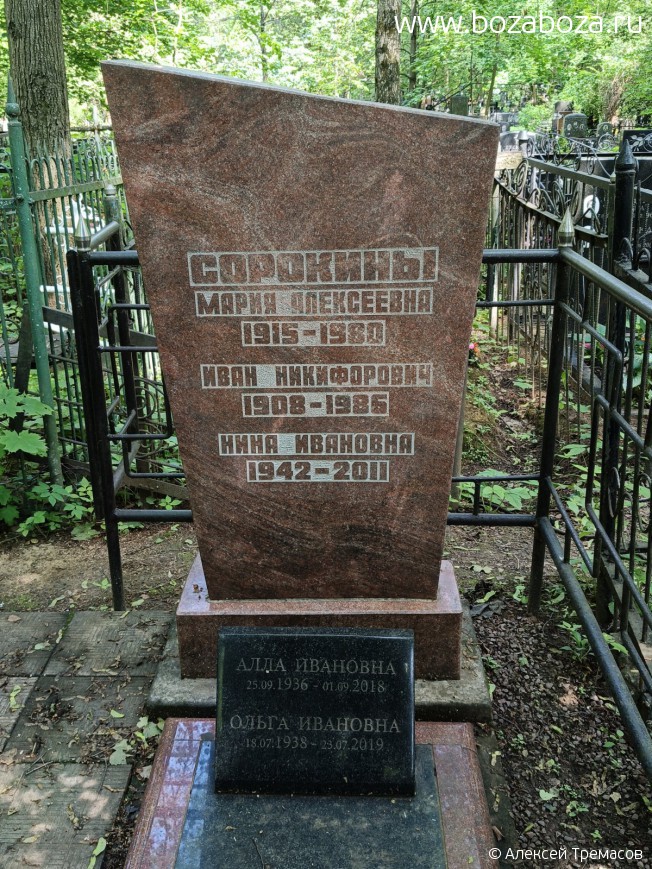 www.bozaboza.ru
СОРОКИНЫ
МАРИЯ АЛЕКСЕЕВНА
1915-1980
ИВАН НИКИФОРОВИЧ
1908-1986
НИНА ИВАНОВНА
1942-2011
АЛЛА ИВАНОВНА
25.09.1936 - 01.09.2018
ОЛЬГА ИВАНОВНА
18.07.1938 - 23.07.2019
© Алексей Тремасов